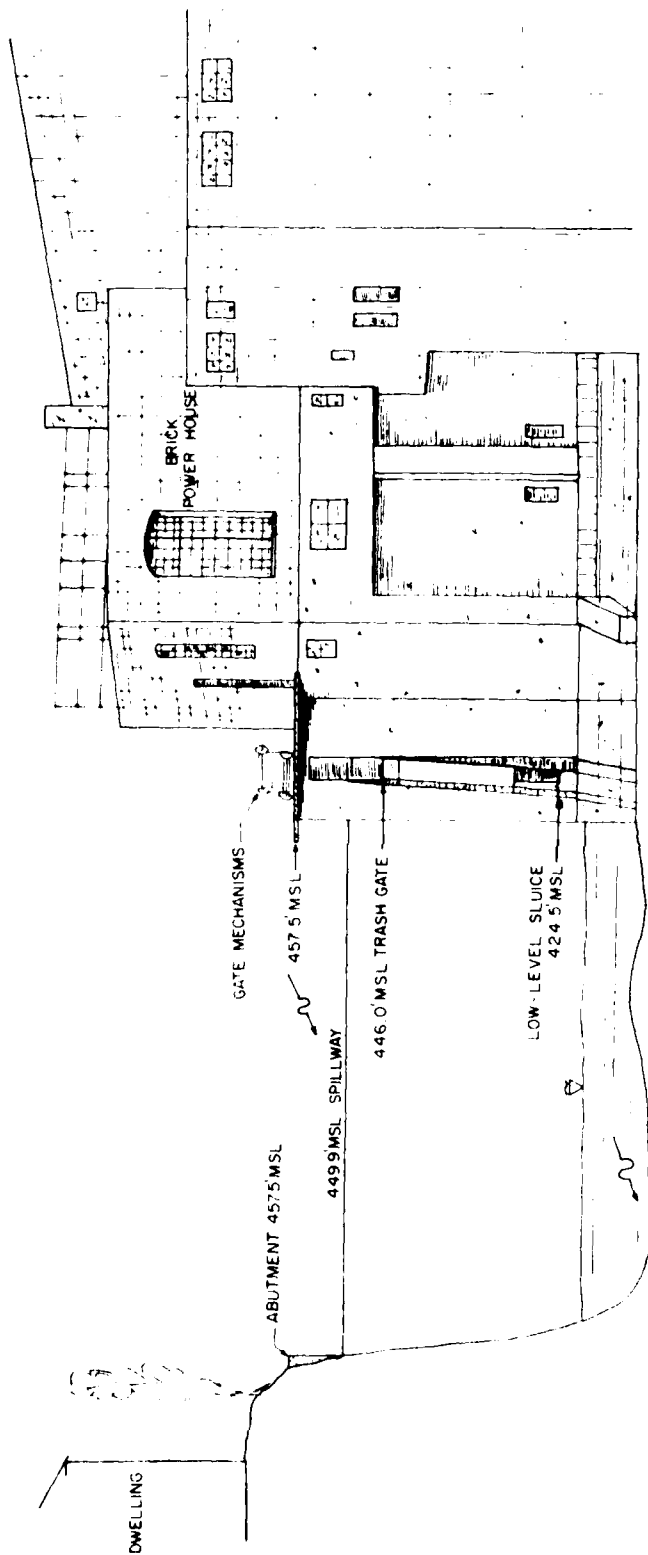 DWELLING
ABUTMENT 457.5' MSL
449.9' MSL SPILLWAY
GATE MECHANISMS
457.5' MSL
446.0' MSL TRASH GATE
LOW-LEVEL SLUICE
424.5' MSL
BRICK
POWER HOUSE